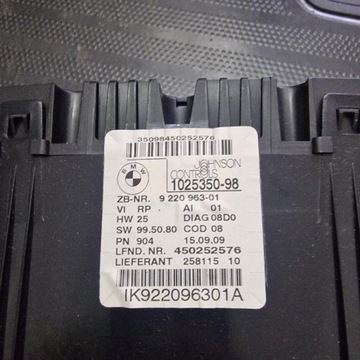 35098450252576
BMW
JOHNSON
CONTROLS
1025350-98
ZB-NR. 9 220 963-01
VI RP AI 01
HW 25 DIAG 08D0
SW 99.50.80 COD 08
PN 904 15.09.09
LFND. NR. 450252576
LIEFERANT 258115 10
IK922096301A